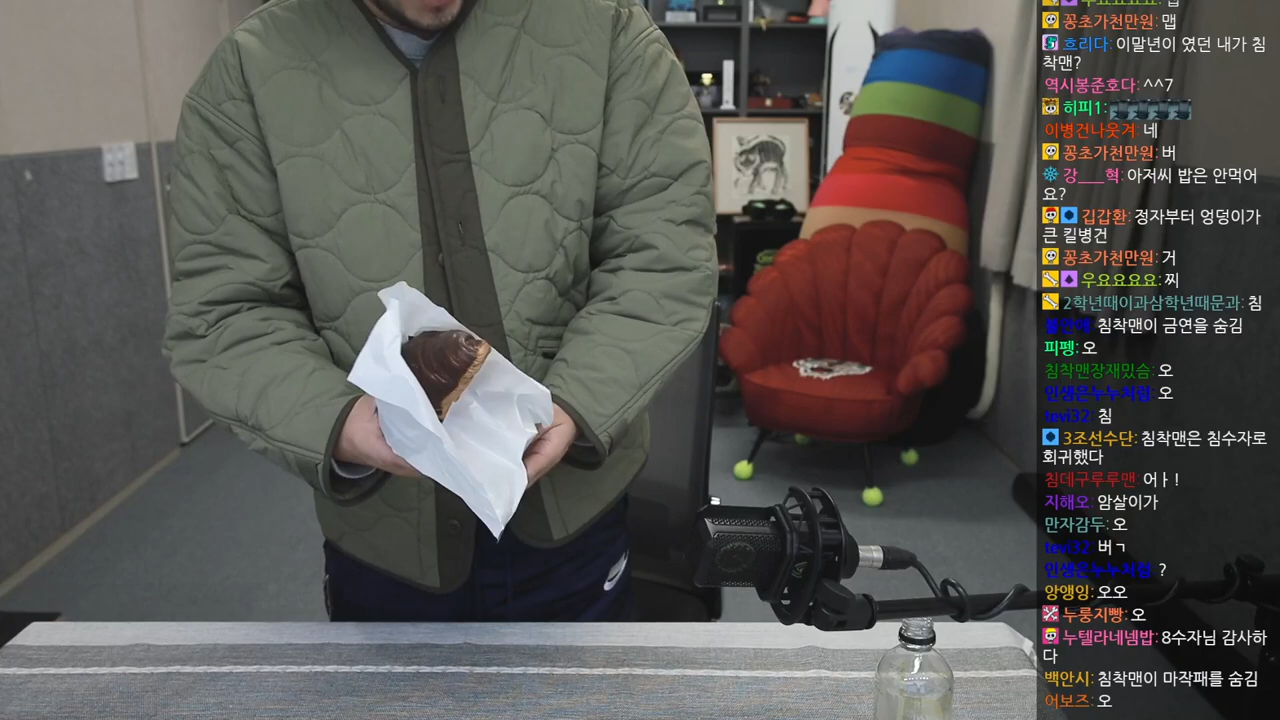 꽁초가천만원: 맵
흐리다: 이말년이 였던 내가 침
착맨?
역시봉준호다: ^^7
히피1:
이병건나웃겨: 네
꽁초가천만원: 버
강___혁: 아저씨 밥은 안먹어
요?
김갑환: 정자부터 엉덩이가
큰 킬병건
꽁초가천만원: 거
우요요요요: 찌
2학년때이과삼학년때문과: 침
침착맨이 금연을 숨김
피펭: 오
침착맨장재밌슴: 오
인생은누누처럼: 오
tevi32: 침
3조선수단: 침착맨은 침수자로
회귀했다
침데구루루맨: 어ㅏ!
지해오: 암살이가
만자감두: 오
tevi32: 버ㄱ
인생은누누처럼: ?
앙앵잉: 오오
누룽지빵: 오
누텔라네넴밥: 8수자님 감사하
다
백안시: 침착맨이 마작패를 숨김
어보즈: 오